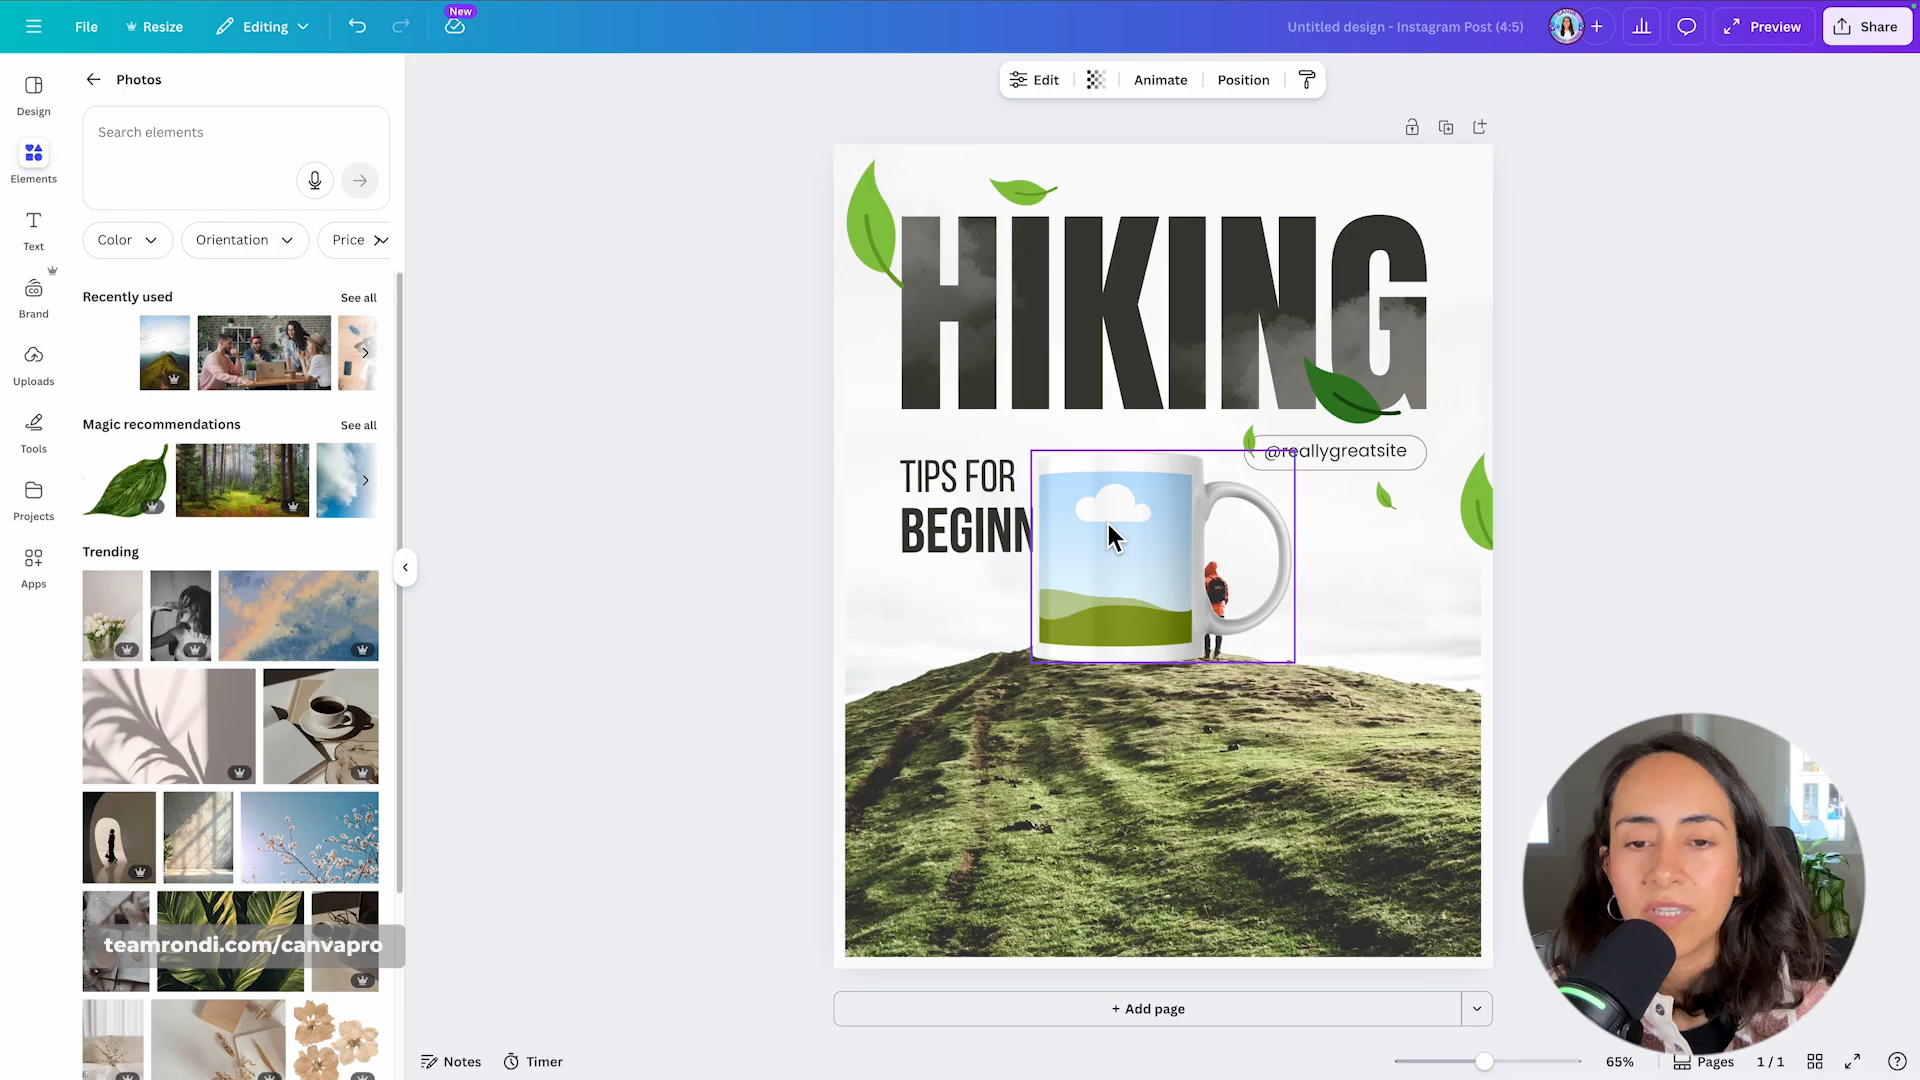 New
File
Resize
Editing
Untitled design - Instagram Post (4:5)
Preview
Share
Design
Elements
Text
Brand
Uploads
Tools
Projects
Apps
Photos
Search elements
Color
Orientation
Price
Recently used
See all
Magic recommendations
See all
Trending
teamrondi.com/canvapro
Edit
Animate
Position
HIKING
@reallygreatsite
TIPS FOR
BEGINN
+ Add page
Notes
Timer
65%
Pages
1 / 1